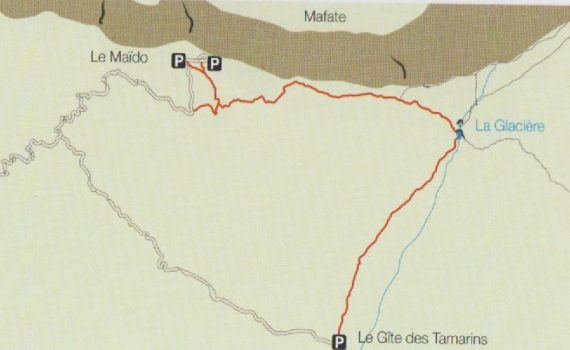 Mafate
Le Maïdo
P
P
La Glacière
P
Le Gîte des Tamarins